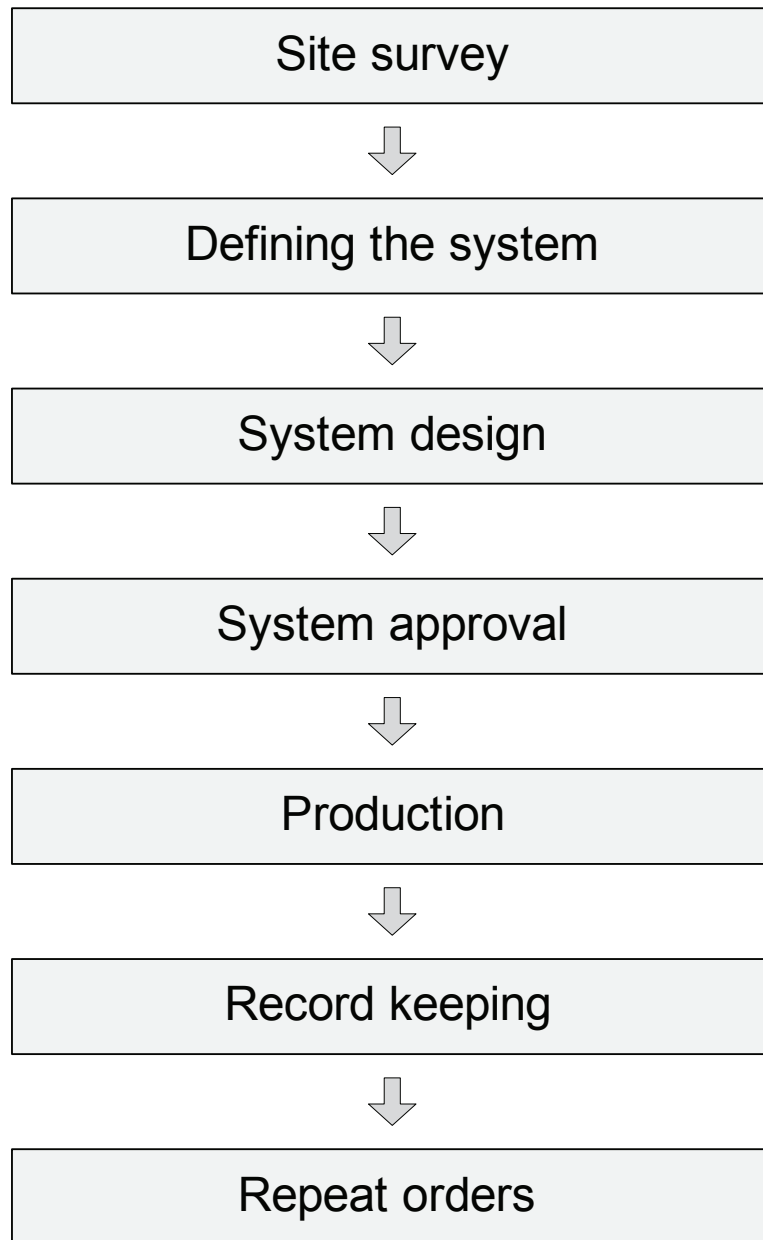 Site survey
Defining the system
System design
System approval
Production
Record keeping
Repeat orders